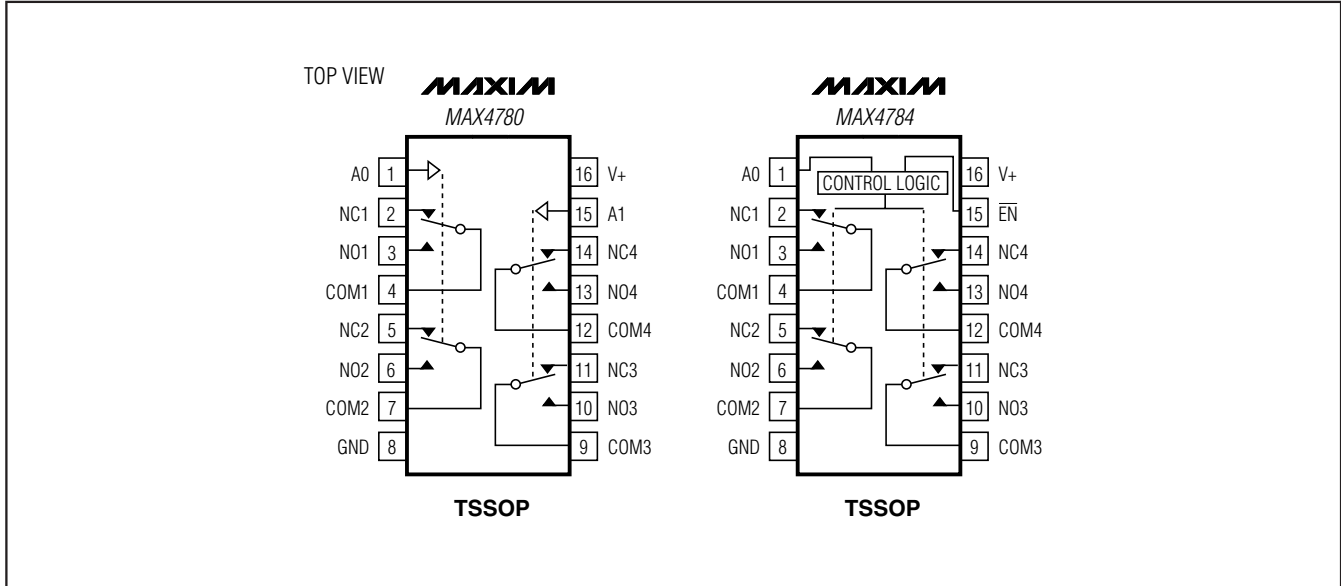 TOP VIEW
MAXIM
MAX4780
A0 1
NC1 2
NO1 3
COM1 4
NC2 5
NO2 6
COM2 7
GND 8
16 V+
15 A1
14 NC4
13 NO4
12 COM4
11 NC3
10 NO3
9 COM3
TSSOP
MAXIM
MAX4784
CONTROL LOGIC
A0 1
NC1 2
NO1 3
COM1 4
NC2 5
NO2 6
COM2 7
GND 8
16 V+
15 E̅N̅
14 NC4
13 NO4
12 COM4
11 NC3
10 NO3
9 COM3
TSSOP